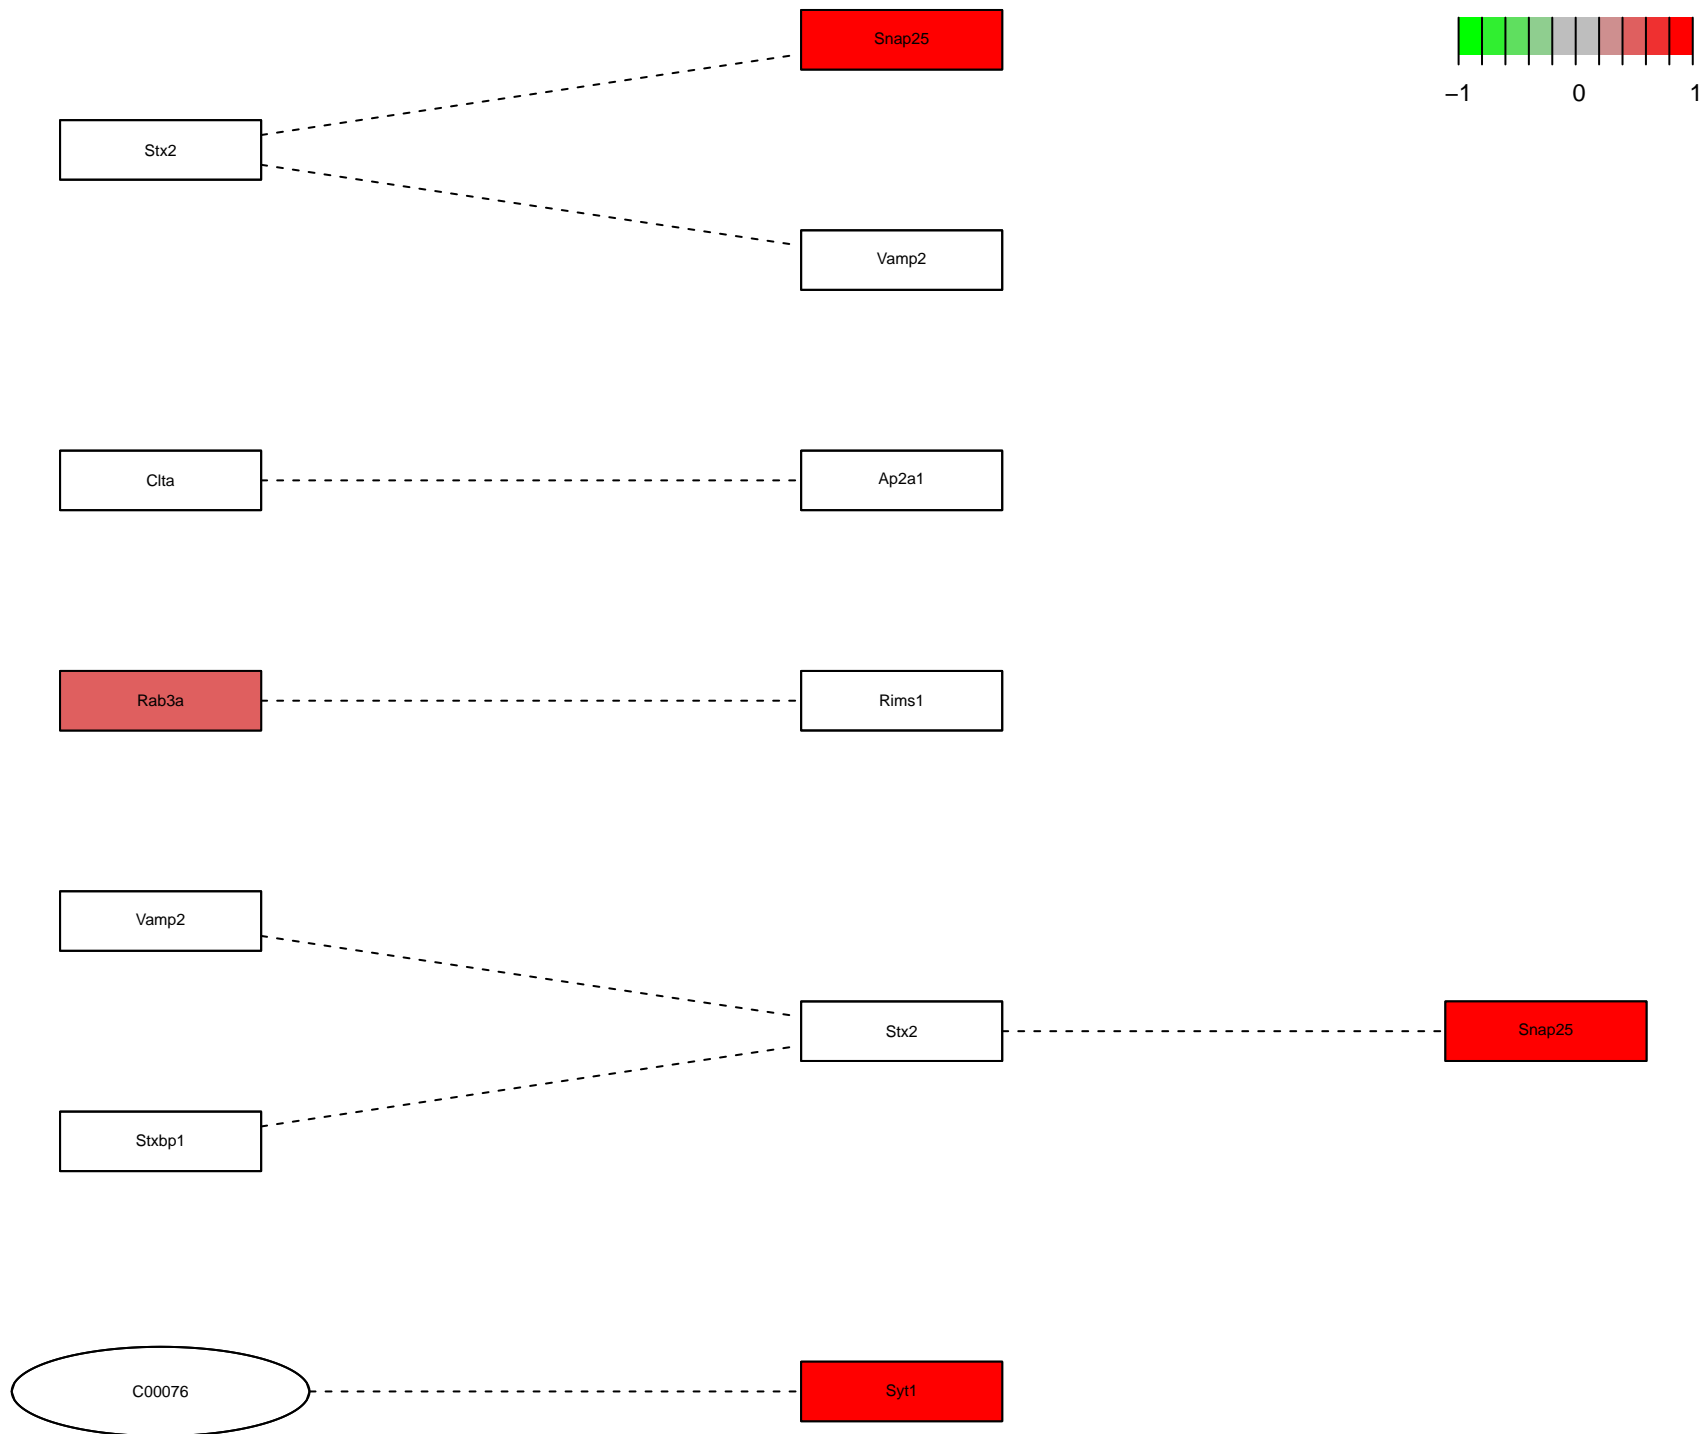 Snap25
−1 0 1
Stx2
Vamp2
Clta
Ap2a1
Rab3a
Rims1
Vamp2
Stx2
Snap25
Stxbp1
C00076
Syt1